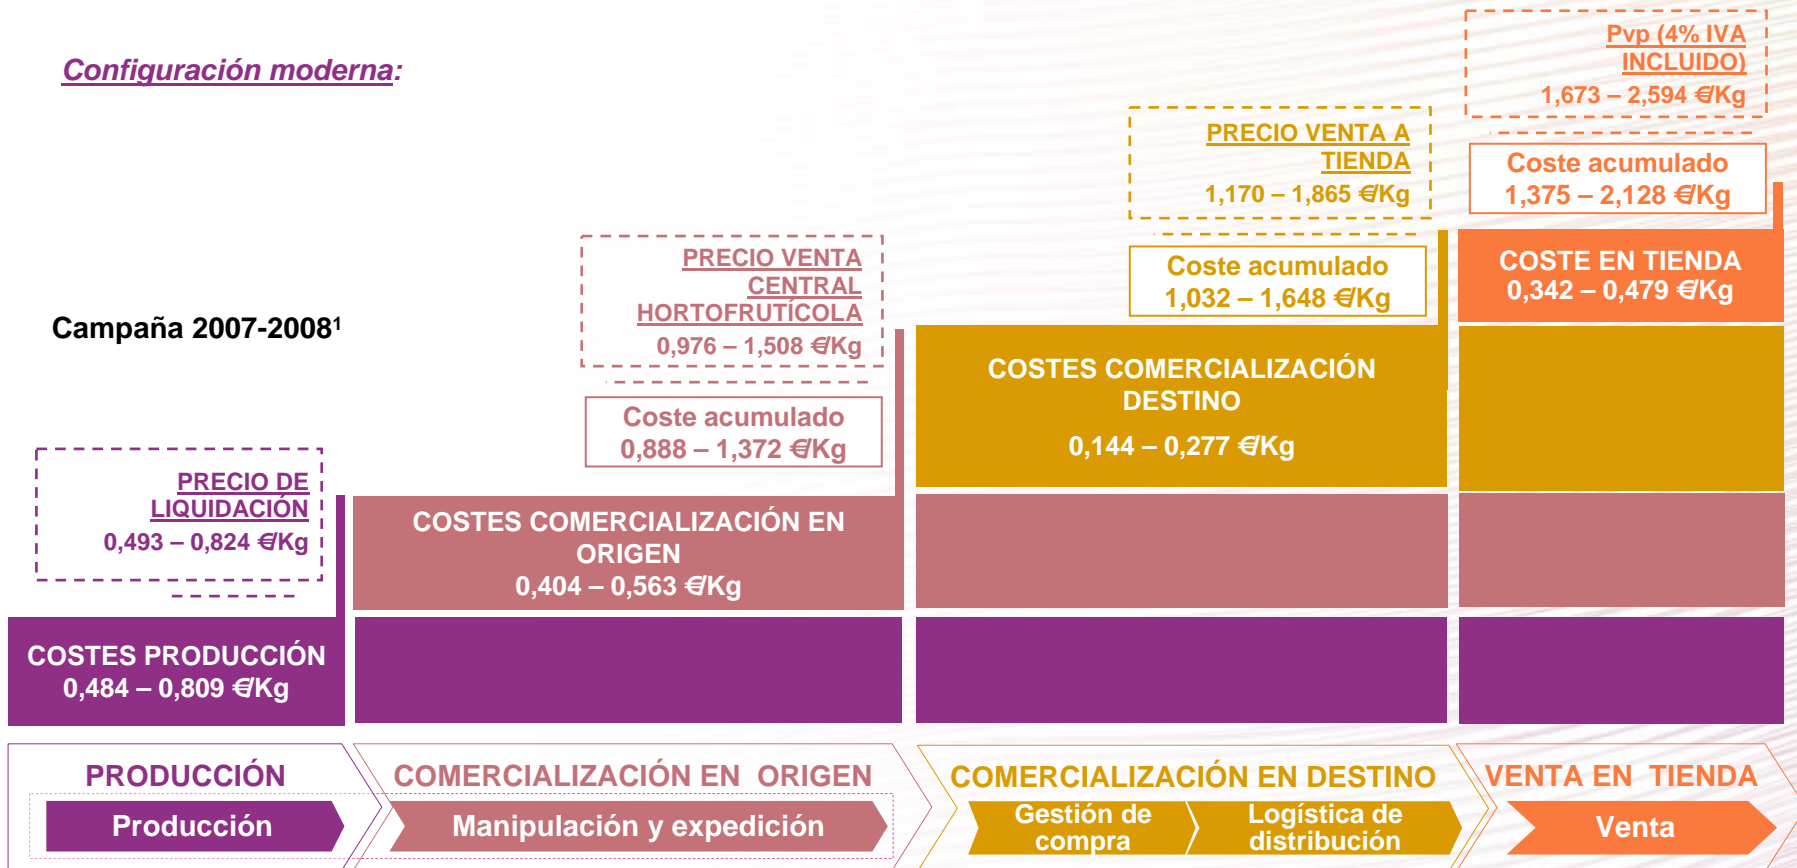 Configuración moderna:
Campaña 2007-2008¹
Pvp (4% IVA
INCLUIDO)
1,673 – 2,594 €/Kg
Coste acumulado
1,375 – 2,128 €/Kg
COSTE EN TIENDA
0,342 – 0,479 €/Kg
PRECIO VENTA A
TIENDA
1,170 – 1,865 €/Kg
Coste acumulado
1,032 – 1,648 €/Kg
COSTES COMERCIALIZACIÓN
DESTINO
0,144 – 0,277 €/Kg
PRECIO VENTA
CENTRAL
HORTOFRUTÍCOLA
0,976 – 1,508 €/Kg
Coste acumulado
0,888 – 1,372 €/Kg
COSTES COMERCIALIZACIÓN EN
ORIGEN
0,404 – 0,563 €/Kg
PRECIO DE
LIQUIDACIÓN
0,493 – 0,824 €/Kg
COSTES PRODUCCIÓN
0,484 – 0,809 €/Kg
PRODUCCIÓN
Producción
COMERCIALIZACIÓN EN ORIGEN
Manipulación y expedición
COMERCIALIZACIÓN EN DESTINO
Gestión de
compra
Logística de
distribución
VENTA EN TIENDA
Venta